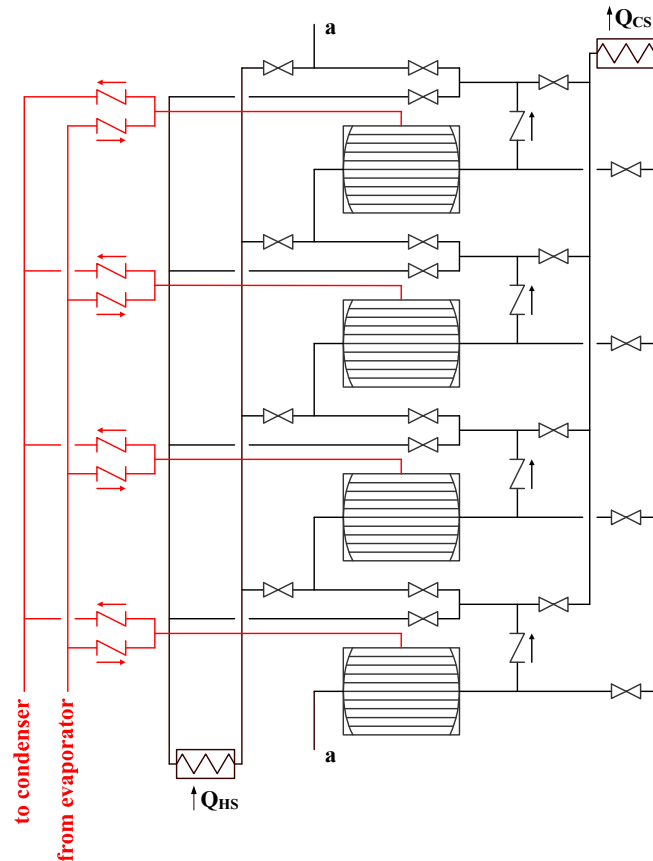 a
Q_CS
a
Q_HS
to condenser
from evaporator